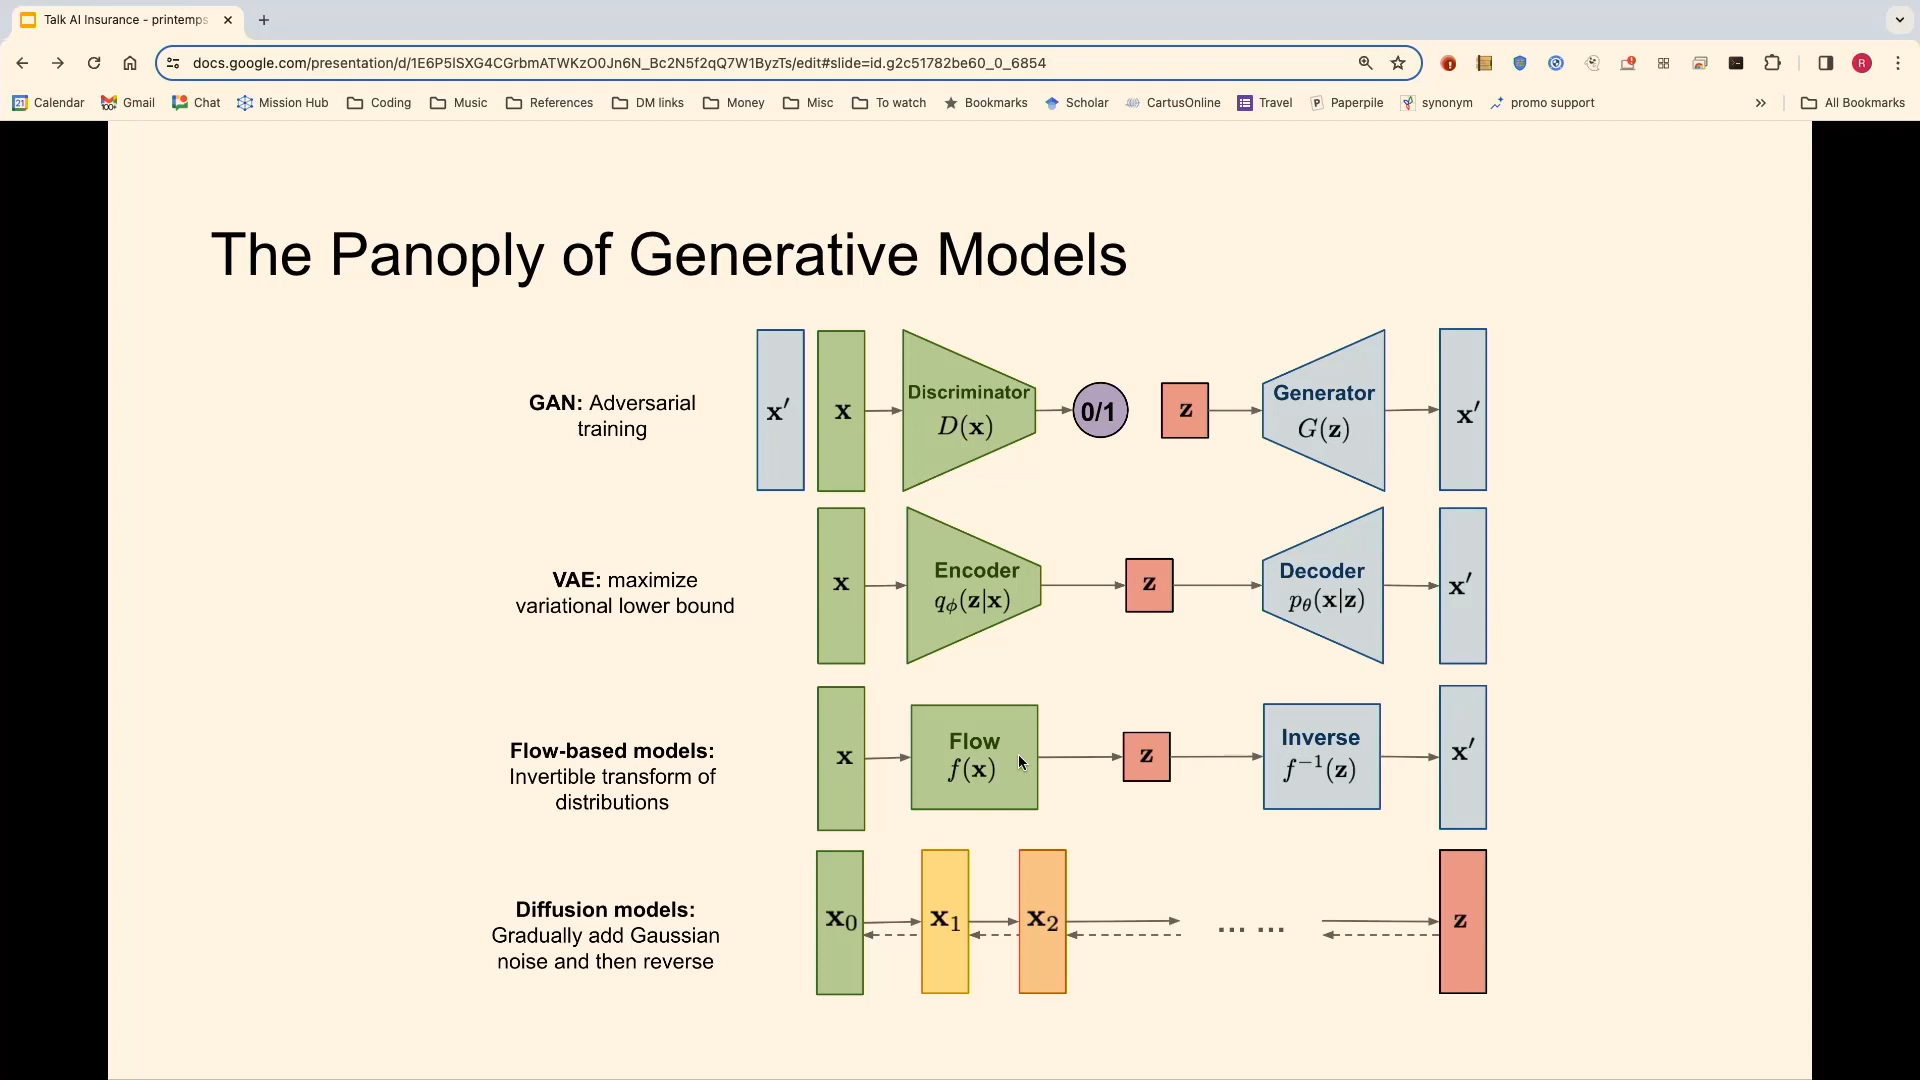 Talk AI Insurance - printemps
docs.google.com/presentation/d/1E6P5lSXG4CGrbmATWKzO0Jn6N_Bc2N5f2qQ7W1ByzTs/edit#slide=id.g2c51782be60_0_6854
R
Calendar Gmail Chat Mission Hub Coding Music References DM links Money Misc To watch Bookmarks Scholar CartusOnline Travel Paperpile synonym promo support » All Bookmarks
The Panoply of Generative Models
GAN: Adversarial
training
x′ x Discriminator D(x) 0/1 z Generator G(z) x′
VAE: maximize
variational lower bound
x Encoder qϕ(z|x) z Decoder pθ(x|z) x′
Flow-based models:
Invertible transform of
distributions
x Flow f(x) z Inverse f⁻¹(z) x′
Diffusion models:
Gradually add Gaussian
noise and then reverse
x₀ x₁ x₂ ... ... z